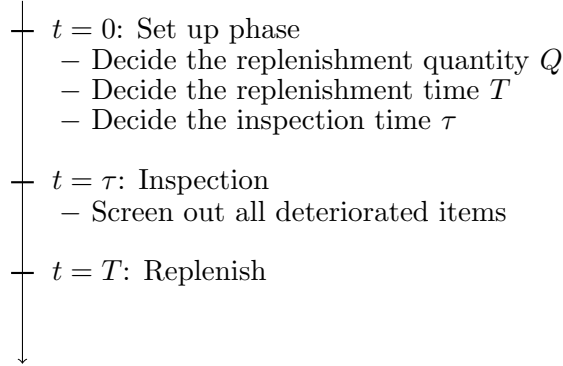 t = 0: Set up phase
– Decide the replenishment quantity Q
– Decide the replenishment time T
– Decide the inspection time τ
t = τ: Inspection
– Screen out all deteriorated items
t = T: Replenish